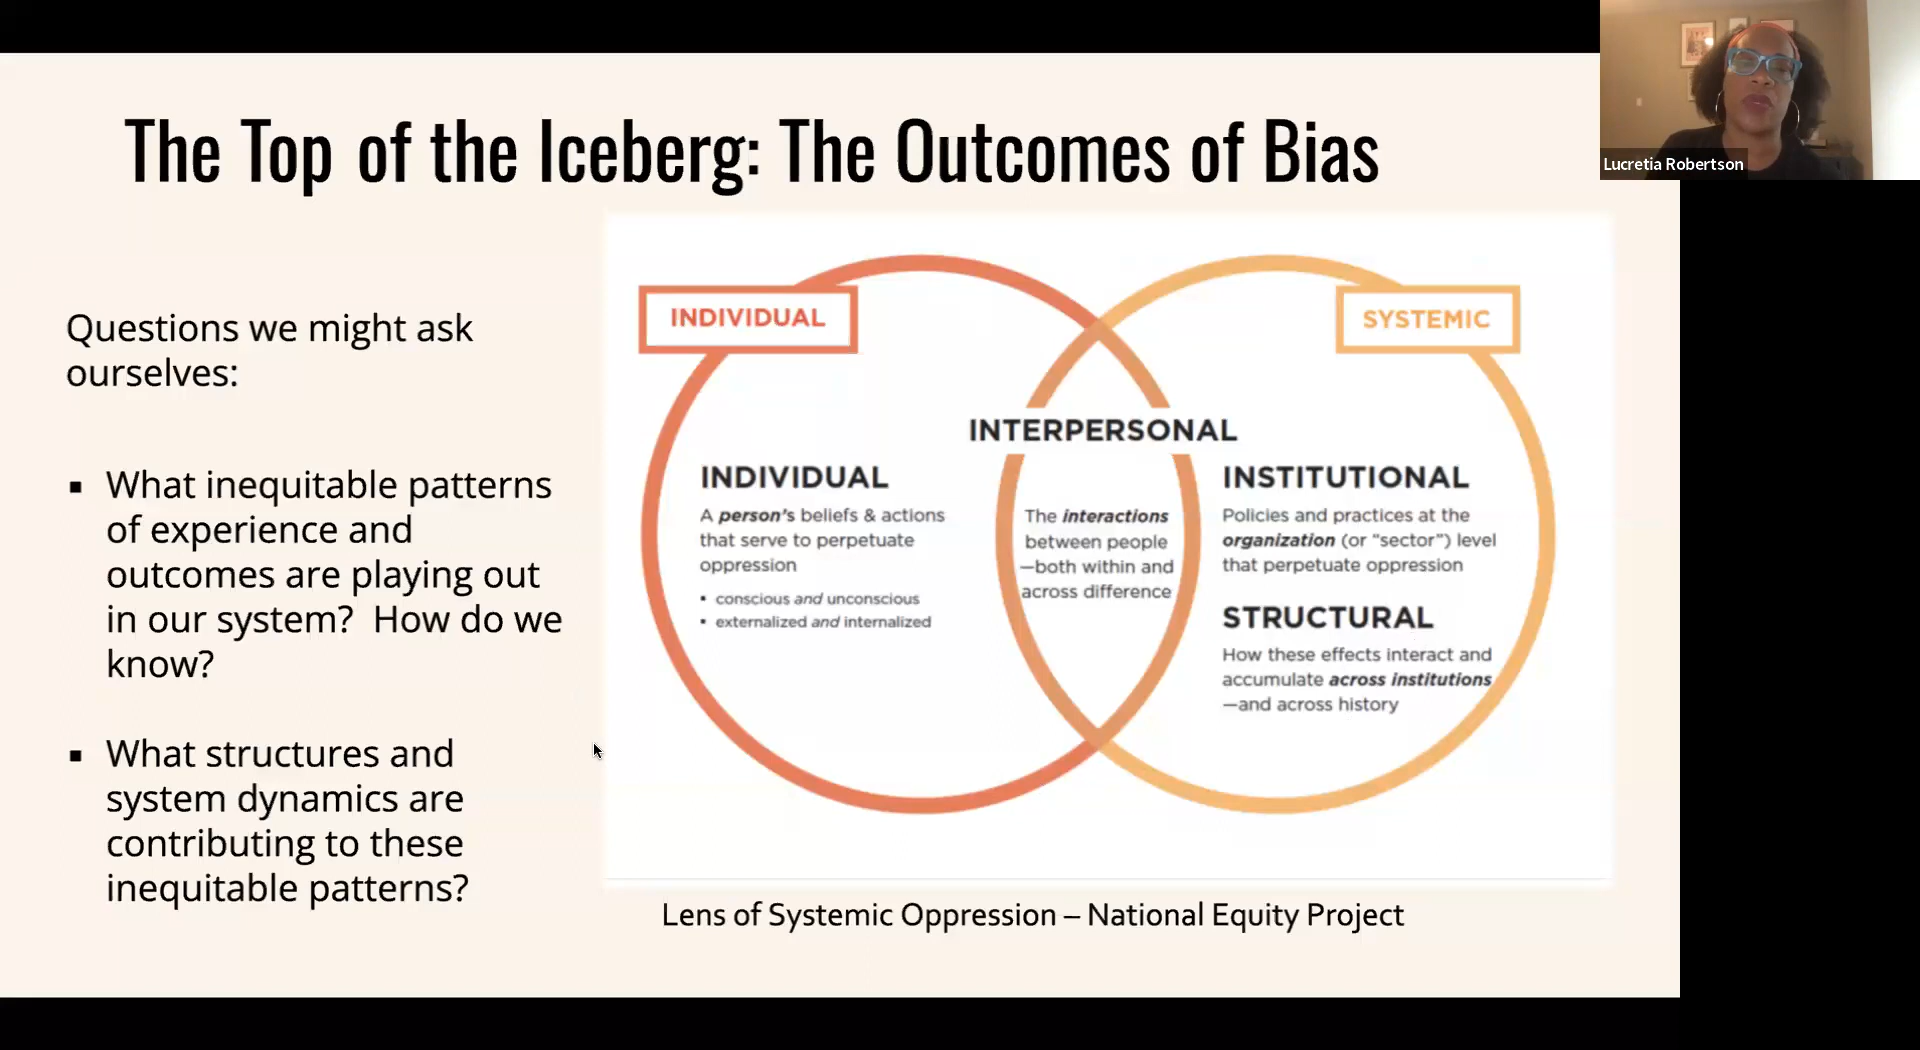 The Top of the Iceberg: The Outcomes of Bias
Lucretia Robertson
Questions we might ask
ourselves:
▪ What inequitable patterns
of experience and
outcomes are playing out
in our system? How do we
know?
▪ What structures and
system dynamics are
contributing to these
inequitable patterns?
INDIVIDUAL
SYSTEMIC
INTERPERSONAL
INDIVIDUAL
A person's beliefs & actions
that serve to perpetuate
oppression
• conscious and unconscious
• externalized and internalized
The interactions
between people
—both within and
across difference
INSTITUTIONAL
Policies and practices at the
organization (or “sector”) level
that perpetuate oppression
STRUCTURAL
How these effects interact and
accumulate across institutions
—and across history
Lens of Systemic Oppression – National Equity Project